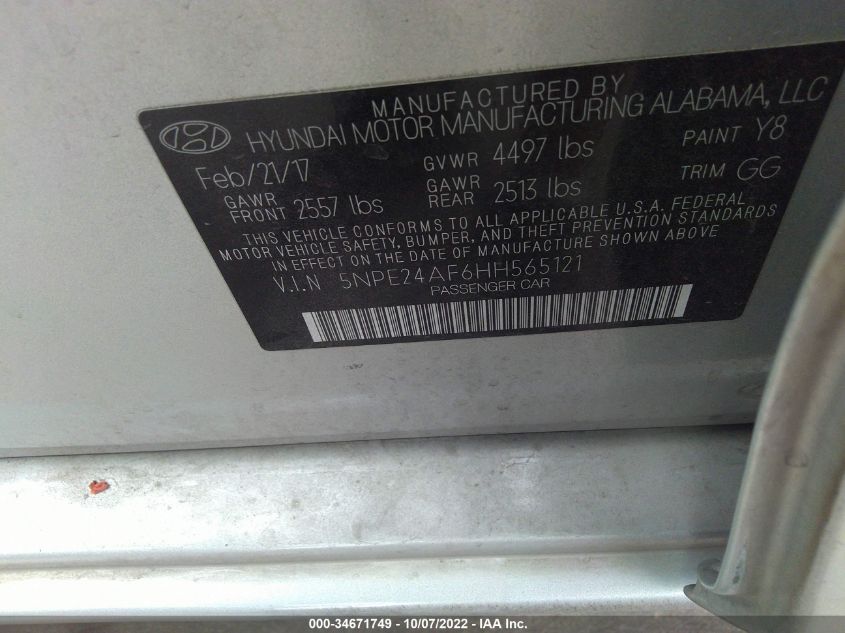 MANUFACTURED BY
HYUNDAI MOTOR MANUFACTURING ALABAMA, LLC
Feb/21/17 GVWR 4497 lbs PAINT Y8
GAWR FRONT 2557 lbs GAWR REAR 2513 lbs TRIM GG
THIS VEHICLE CONFORMS TO ALL APPLICABLE U.S.A. FEDERAL
MOTOR VEHICLE SAFETY, BUMPER, AND THEFT PREVENTION STANDARDS
IN EFFECT ON THE DATE OF MANUFACTURE SHOWN ABOVE
V.I.N 5NPE24AF6HH565121
PASSENGER CAR
000-34671749 - 10/07/2022 - IAA Inc.